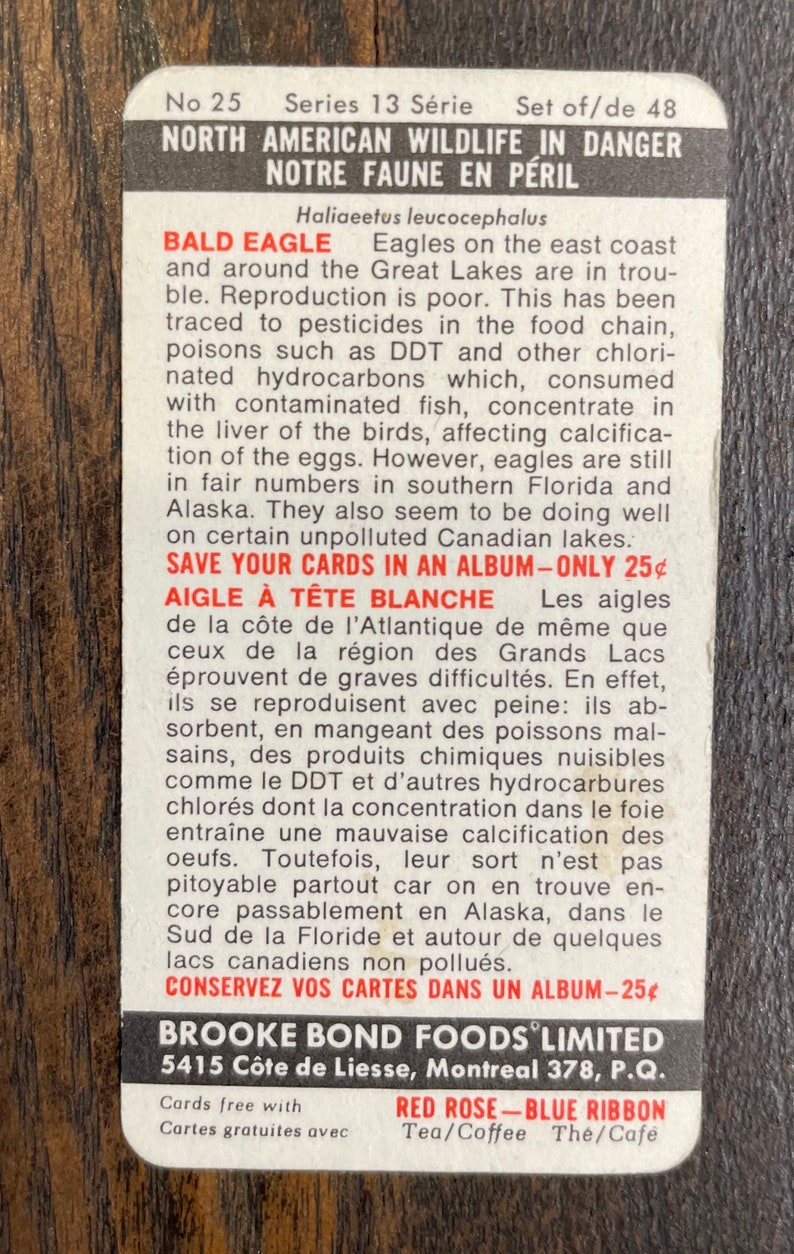 No 25 Series 13 Série Set of/de 48
NORTH AMERICAN WILDLIFE IN DANGER
NOTRE FAUNE EN PÉRIL
Haliaeetus leucocephalus
BALD EAGLE Eagles on the east coast
and around the Great Lakes are in trou-
ble. Reproduction is poor. This has been
traced to pesticides in the food chain,
poisons such as DDT and other chlori-
nated hydrocarbons which, consumed
with contaminated fish, concentrate in
the liver of the birds, affecting calcifica-
tion of the eggs. However, eagles are still
in fair numbers in southern Florida and
Alaska. They also seem to be doing well
on certain unpolluted Canadian lakes.
SAVE YOUR CARDS IN AN ALBUM–ONLY 25¢
AIGLE À TÊTE BLANCHE Les aigles
de la côte de l'Atlantique de même que
ceux de la région des Grands Lacs
éprouvent de graves difficultés. En effet,
ils se reproduisent avec peine: ils ab-
sorbent, en mangeant des poissons mal-
sains, des produits chimiques nuisibles
comme le DDT et d'autres hydrocarbures
chlorés dont la concentration dans le foie
entraîne une mauvaise calcification des
oeufs. Toutefois, leur sort n'est pas
pitoyable partout car on en trouve en-
core passablement en Alaska, dans le
Sud de la Floride et autour de quelques
lacs canadiens non pollués.
CONSERVEZ VOS CARTES DANS UN ALBUM–25¢
BROOKE BOND FOODS LIMITED
5415 Côte de Liesse, Montreal 378, P.Q.
Cards free with RED ROSE—BLUE RIBBON
Cartes gratuites avec Tea/Coffee Thé/Café